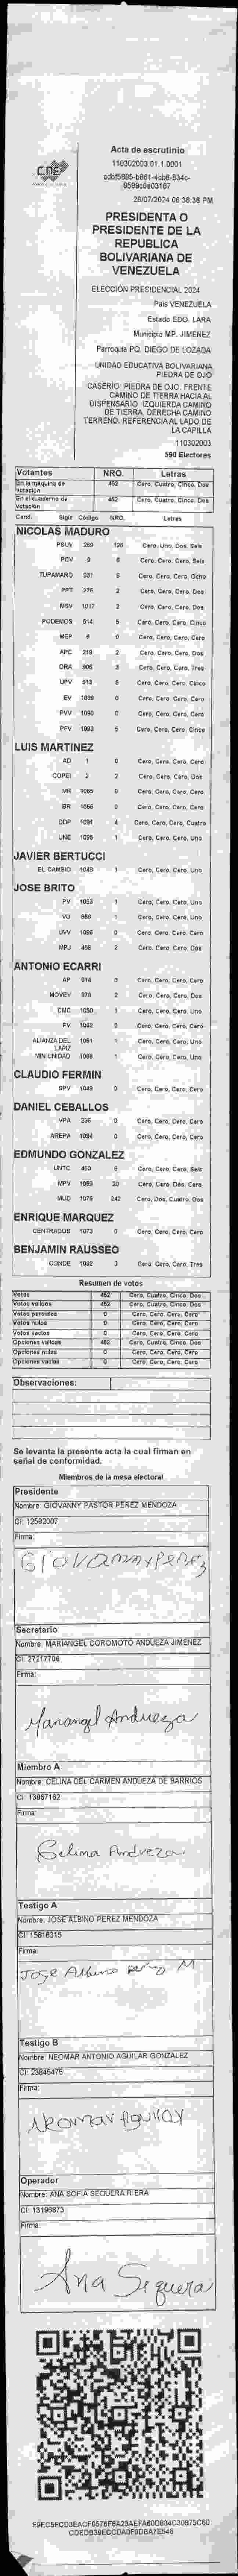 CNE
Acta de escrutinio
110302003.01.1.0001
28/07/2024 06:38:38 PM
PRESIDENTA O
PRESIDENTE DE LA
REPUBLICA
BOLIVARIANA DE
VENEZUELA
ELECCIÓN PRESIDENCIAL 2024
Pais VENEZUELA
Estado EDO. LARA
Municipio MP. JIMENEZ
Parroquia PQ. DIEGO DE LOZADA
UNIDAD EDUCATIVA BOLIVARIANA
PIEDRA DE OJO
CASERÍO PIEDRA DE OJO. FRENTE
CAMINO DE TIERRA HACIA AL
DISPENSARIO. IZQUIERDA CAMINO
DE TIERRA. DERECHA CAMINO
TERRENO. REFERENCIA AL LADO DE
LA CAPILLA
110302003
590 Electores
Votantes NRO. Letras
En la máquina de votación 462 Cero, Cuatro, Cinco, Dos
En el cuaderno de votación 462 Cero, Cuatro, Cinco, Dos
Cand. Sigla Código NRO. Letras
NICOLAS MADURO
PSUV 269 126 Cero, Uno, Dos, Seis
PCV 9 6 Cero, Cero, Cero, Seis
TUPAMARO 931 Cero, Cero, Cero, Ocho
PPT 276 2 Cero, Cero, Cero, Dos
MSV 1017 2 Cero, Cero, Cero, Dos
PODEMOS 614 5 Cero, Cero, Cero, Cinco
MEP 6 0 Cero, Cero, Cero, Cero
APC 219 2 Cero, Cero, Cero, Dos
ORA 905 3 Cero, Cero, Cero, Tres
UPV 613 5 Cero, Cero, Cero, Cinco
EV 1089 0 Cero, Cero, Cero, Cero
PVV 1090 0 Cero, Cero, Cero, Cero
PFV 1093 5 Cero, Cero, Cero, Cinco
LUIS MARTINEZ
AD 1 0 Cero, Cero, Cero, Cero
COPEI 2 2 Cero, Cero, Cero, Dos
MR 1065 0 Cero, Cero, Cero, Cero
BR 1066 0 Cero, Cero, Cero, Cero
DDP 1091 4 Cero, Cero, Cero, Cuatro
UNE 1095 1 Cero, Cero, Cero, Uno
JAVIER BERTUCCI
EL CAMBIO 1048 1 Cero, Cero, Cero, Uno
JOSE BRITO
PV 1053 1 Cero, Cero, Cero, Uno
VU 968 1 Cero, Cero, Cero, Uno
UVV 1096 0 Cero, Cero, Cero, Cero
MPJ 458 2 Cero, Cero, Cero, Dos
ANTONIO ECARRI
AP 914 0 Cero, Cero, Cero, Cero
MOVEV 978 2 Cero, Cero, Cero, Dos
CMC 1050 1 Cero, Cero, Cero, Uno
FV 1052 0 Cero, Cero, Cero, Cero
ALIANZA DEL LAPIZ 1051 1 Cero, Cero, Cero, Uno
MIN UNIDAD 1068 1 Cero, Cero, Cero, Uno
CLAUDIO FERMIN
SPV 1049 0 Cero, Cero, Cero, Cero
DANIEL CEBALLOS
VPA 236 0 Cero, Cero, Cero, Cero
AREPA 1094 0 Cero, Cero, Cero, Cero
EDMUNDO GONZALEZ
UNTC 450 6 Cero, Cero, Cero, Seis
MPV 1069 20 Cero, Cero, Dos, Cero
MUD 1076 242 Cero, Dos, Cuatro, Dos
ENRIQUE MARQUEZ
CENTRADOS 1073 0 Cero, Cero, Cero, Cero
BENJAMIN RAUSSEO
CONDE 1092 3 Cero, Cero, Cero, Tres
Resumen de votos
Votos 452 Cero, Cuatro, Cinco, Dos
Votos válidos 452 Cero, Cuatro, Cinco, Dos
Votos parciales 0 Cero, Cero, Cero, Cero
Votos nulos 0 Cero, Cero, Cero, Cero
Votos vacíos 0 Cero, Cero, Cero, Cero
Opciones válidas 452 Cero, Cuatro, Cinco, Dos
Opciones nulas 0 Cero, Cero, Cero, Cero
Opciones vacías 0 Cero, Cero, Cero, Cero
Observaciones:
Se levanta la presente acta la cual firman en
señal de conformidad.
Miembros de la mesa electoral
Presidente
Nombre: GIOVANNY PASTOR PEREZ MENDOZA
CI: 12592007
Firma:
Giovanny Perez
Secretario
Nombre: MARIANGEL COROMOTO ANDUEZA JIMENEZ
CI: 27217706
Firma:
Mariangel Andueza
Miembro A
Nombre: CELINA DEL CARMEN ANDUEZA DE BARRIOS
CI: 13867162
Firma:
Celina Andueza
Testigo A
Nombre: JOSE ALBINO PEREZ MENDOZA
CI: 15816315
Firma:
Jose Albino Perez M
Testigo B
Nombre: NEOMAR ANTONIO AGUILAR GONZALEZ
CI: 23845475
Firma:
Neomar Aguilar
Operador
Nombre: ANA SOFIA SEQUERA RIERA
CI: 13196873
Firma:
Ana Sequera